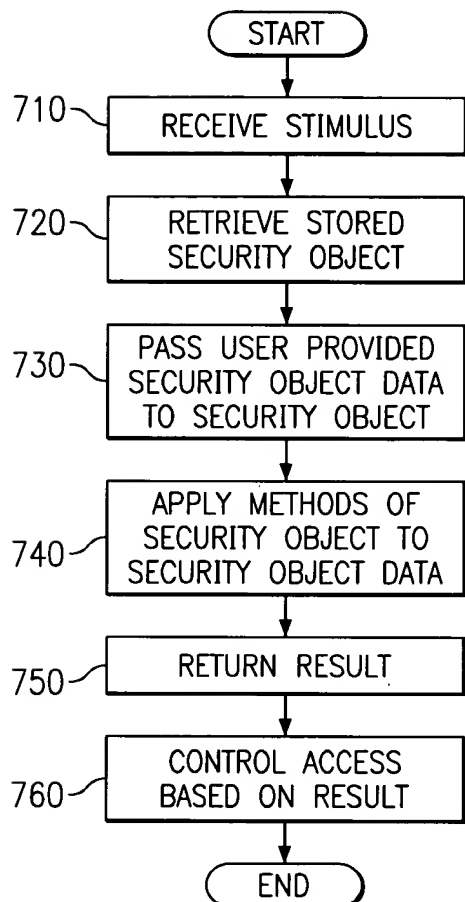 START
710
RECEIVE STIMULUS
720
RETRIEVE STORED
SECURITY OBJECT
730
PASS USER PROVIDED
SECURITY OBJECT DATA
TO SECURITY OBJECT
740
APPLY METHODS OF
SECURITY OBJECT TO
SECURITY OBJECT DATA
750
RETURN RESULT
760
CONTROL ACCESS
BASED ON RESULT
END